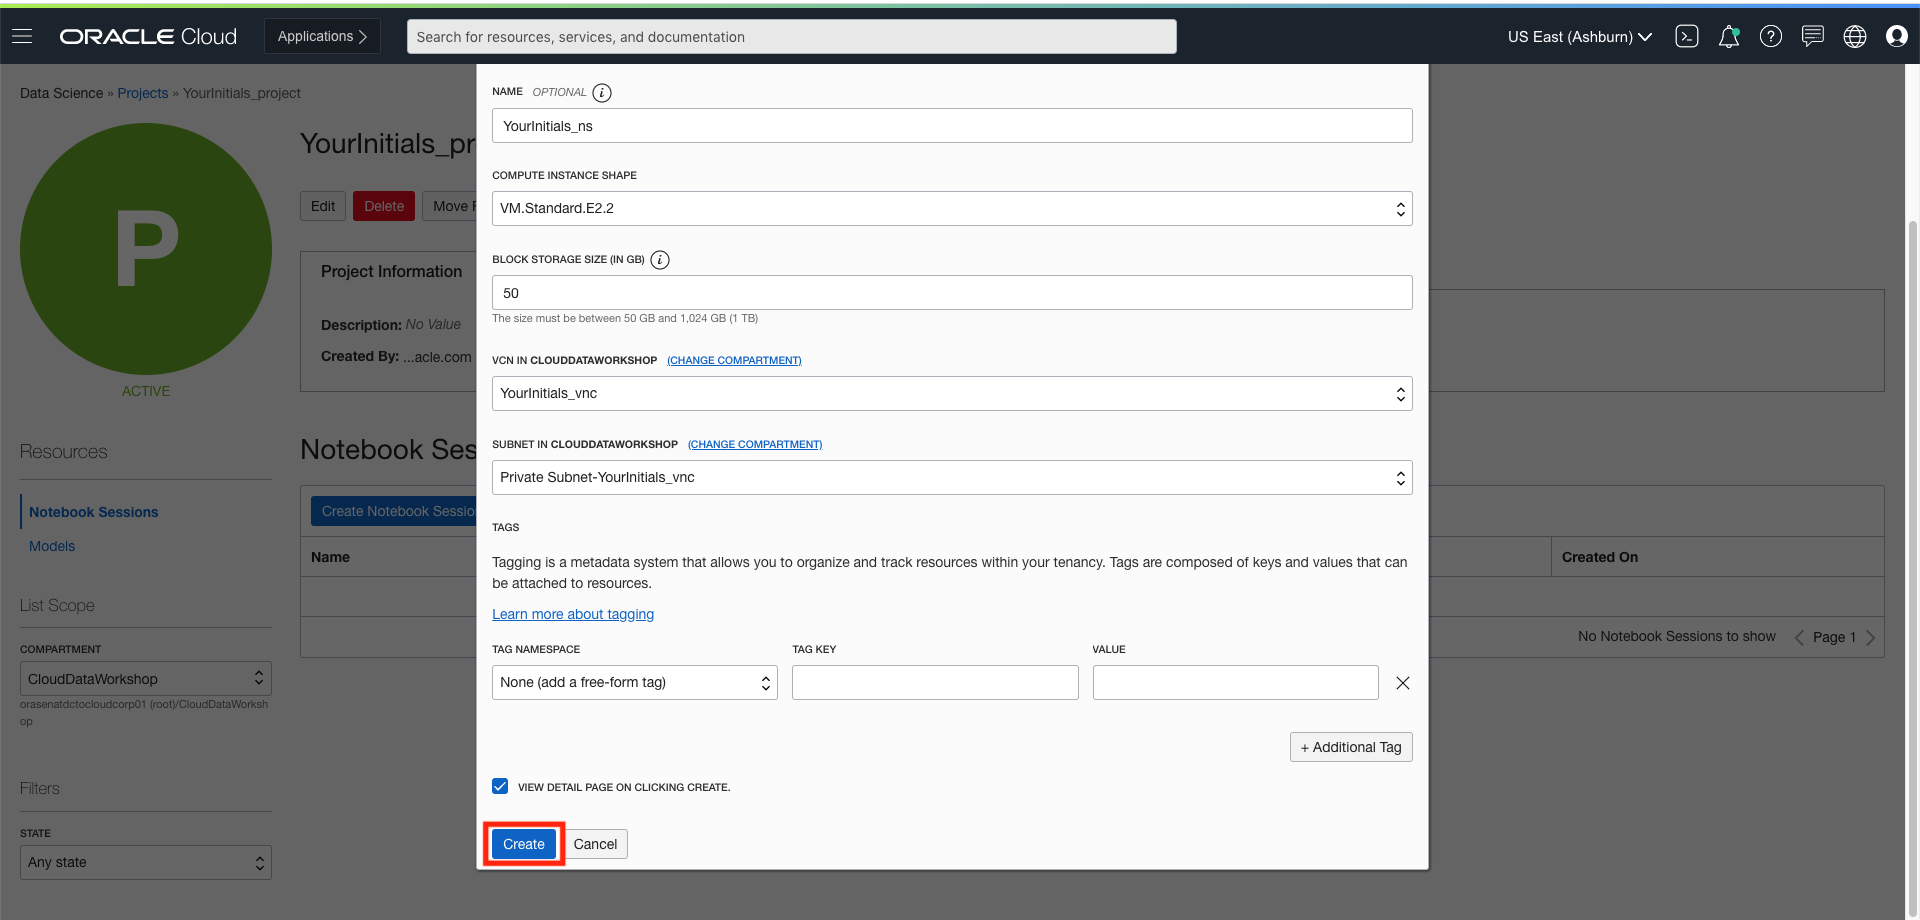 ORACLE Cloud
Applications
Search for resources, services, and documentation
US East (Ashburn)
Data Science » Projects » YourInitials_project
P
ACTIVE
YourInitials_pr
Edit
Delete
Move
Project Information
Description: No Value
Created By: ...acle.com
Resources
Notebook Sessions
Models
List Scope
COMPARTMENT
CloudDataWorkshop
orasenatdctocloudcorp01 (root)/CloudDataWorksh
op
Filters
STATE
Any state
Notebook Ses
Create Notebook Sessio
Name
Created On
No Notebook Sessions to show
Page 1
NAME OPTIONAL i
YourInitials_ns
COMPUTE INSTANCE SHAPE
VM.Standard.E2.2
BLOCK STORAGE SIZE (IN GB) i
50
The size must be between 50 GB and 1,024 GB (1 TB)
VCN IN CLOUDDATAWORKSHOP (CHANGE COMPARTMENT)
YourInitials_vnc
SUBNET IN CLOUDDATAWORKSHOP (CHANGE COMPARTMENT)
Private Subnet-YourInitials_vnc
TAGS
Tagging is a metadata system that allows you to organize and track resources within your tenancy. Tags are composed of keys and values that can
be attached to resources.
Learn more about tagging
TAG NAMESPACE
TAG KEY
VALUE
None (add a free-form tag)
+ Additional Tag
VIEW DETAIL PAGE ON CLICKING CREATE.
Create
Cancel